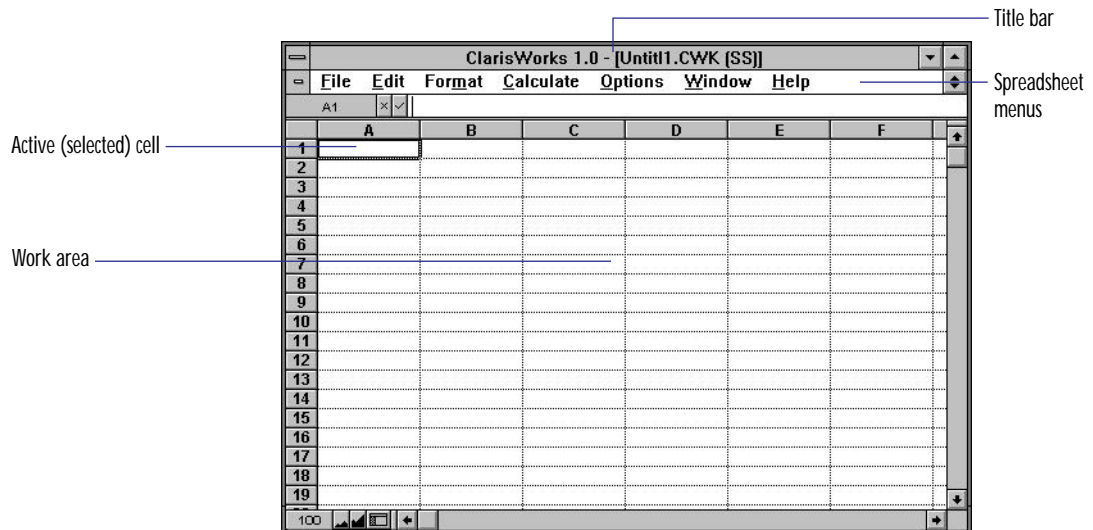 Title bar
ClarisWorks 1.0 - [Untitl1.CWK (SS)]
File Edit Format Calculate Options Window Help
Spreadsheet
menus
A1
A B C D E F
Active (selected) cell
1
2
3
4
5
6
Work area
7
8
9
10
11
12
13
14
15
16
17
18
19
100